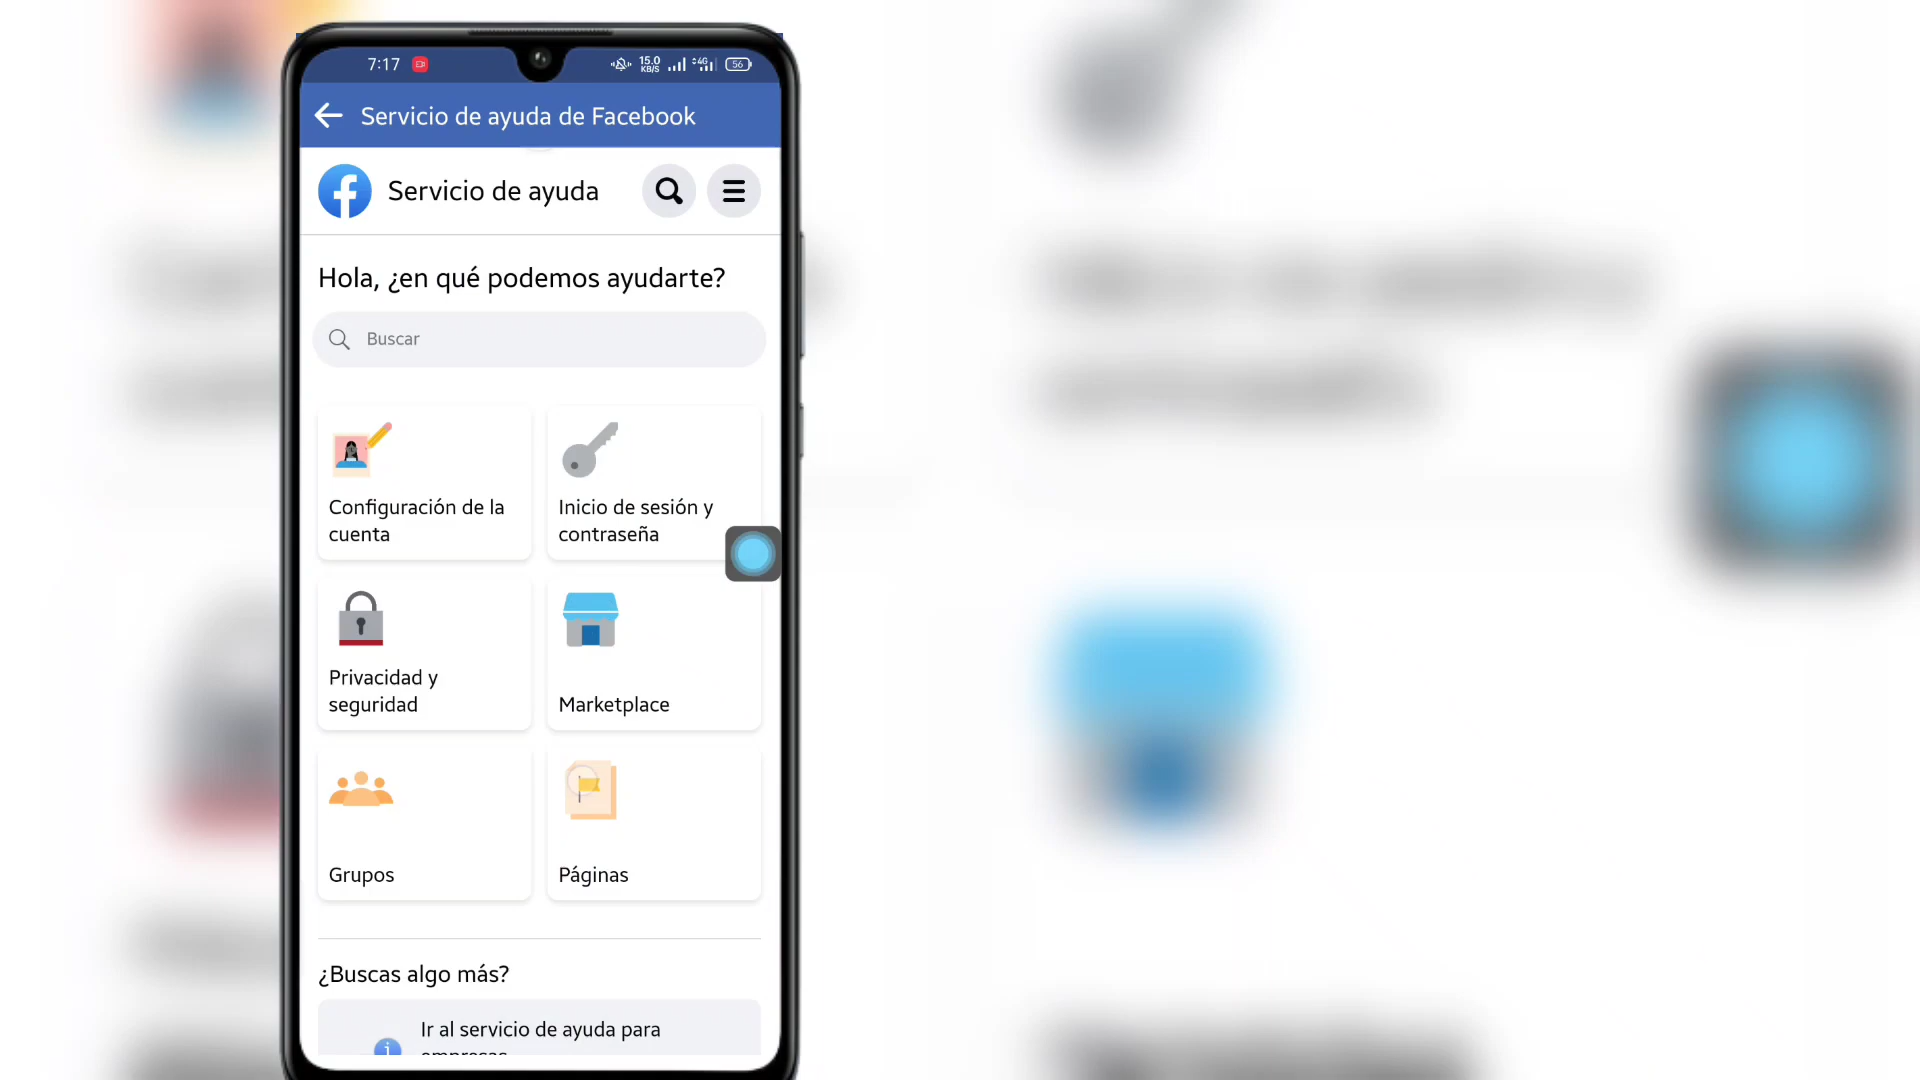 7:17
15.0
KB/S
4G
56
Servicio de ayuda de Facebook
Servicio de ayuda
Hola, ¿en qué podemos ayudarte?
Buscar
Configuración de la
cuenta
Inicio de sesión y
contraseña
Privacidad y
seguridad
Marketplace
Grupos
Páginas
¿Buscas algo más?
Ir al servicio de ayuda para
empresas